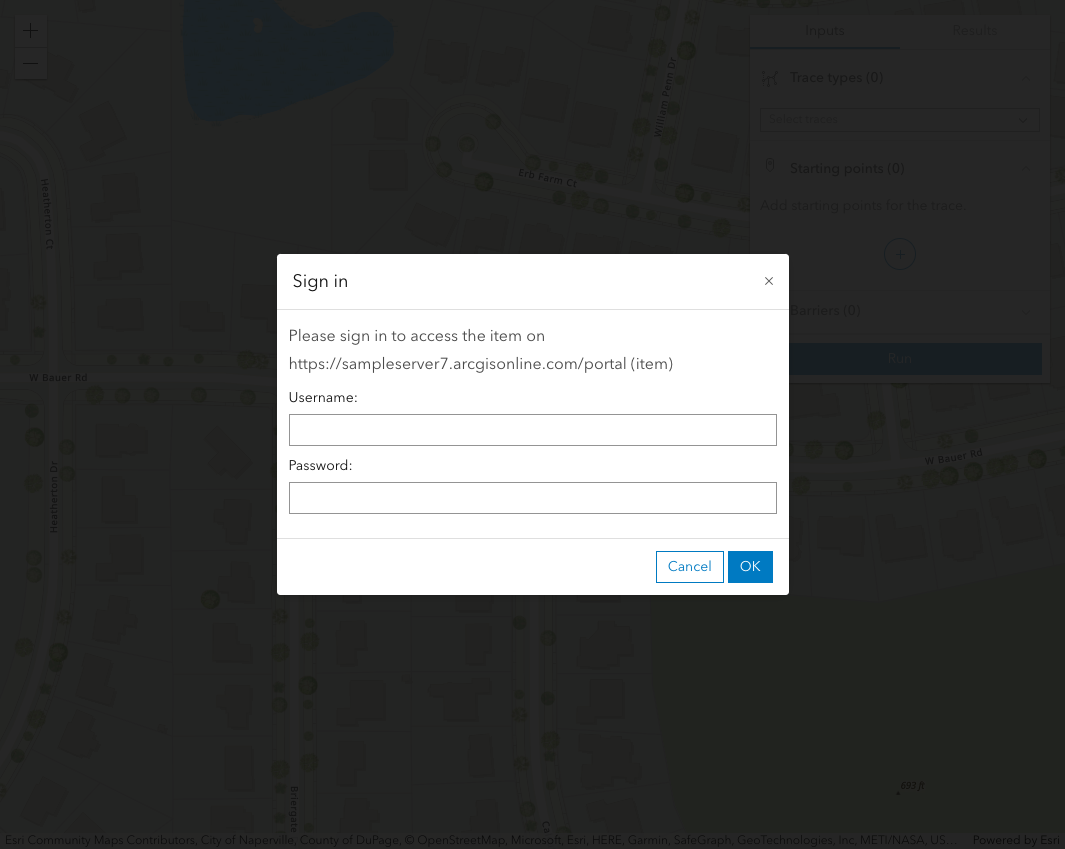 +
Inputs
Results
William Penn Dr
Trace types (0)
Erb Farm Ct
Starting points (0)
Heatherton Ct
Add starting points for the trace.
+
Sign in
×
Barriers (0)
Please sign in to access the item on
https://sampleserver7.arcgisonline.com/portal (item)
Run
W Bauer Rd
Username:
Password:
W Bauer Rd
Heatherton Dr
Cancel
OK
693 ft
Briergate
Co
Esri Community Maps Contributors, City of Naperville, County of DuPage, © OpenStreetMap, Microsoft, Esri, HERE, Garmin, SafeGraph, GeoTechnologies, Inc, METI/NASA, US...
Powered by Esri